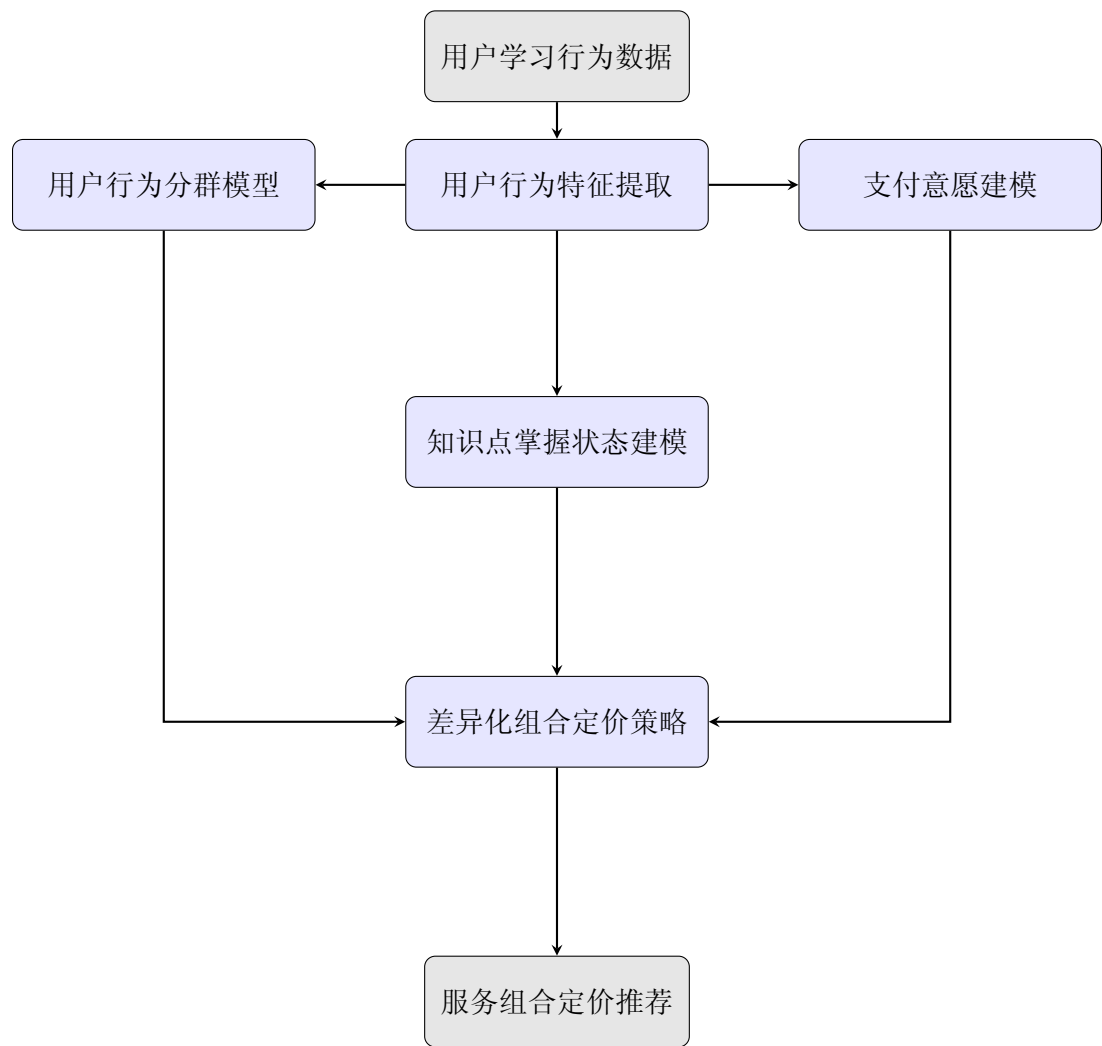 用户学习行为数据
用户行为分群模型
用户行为特征提取
支付意愿建模
知识点掌握状态建模
差异化组合定价策略
服务组合定价推荐